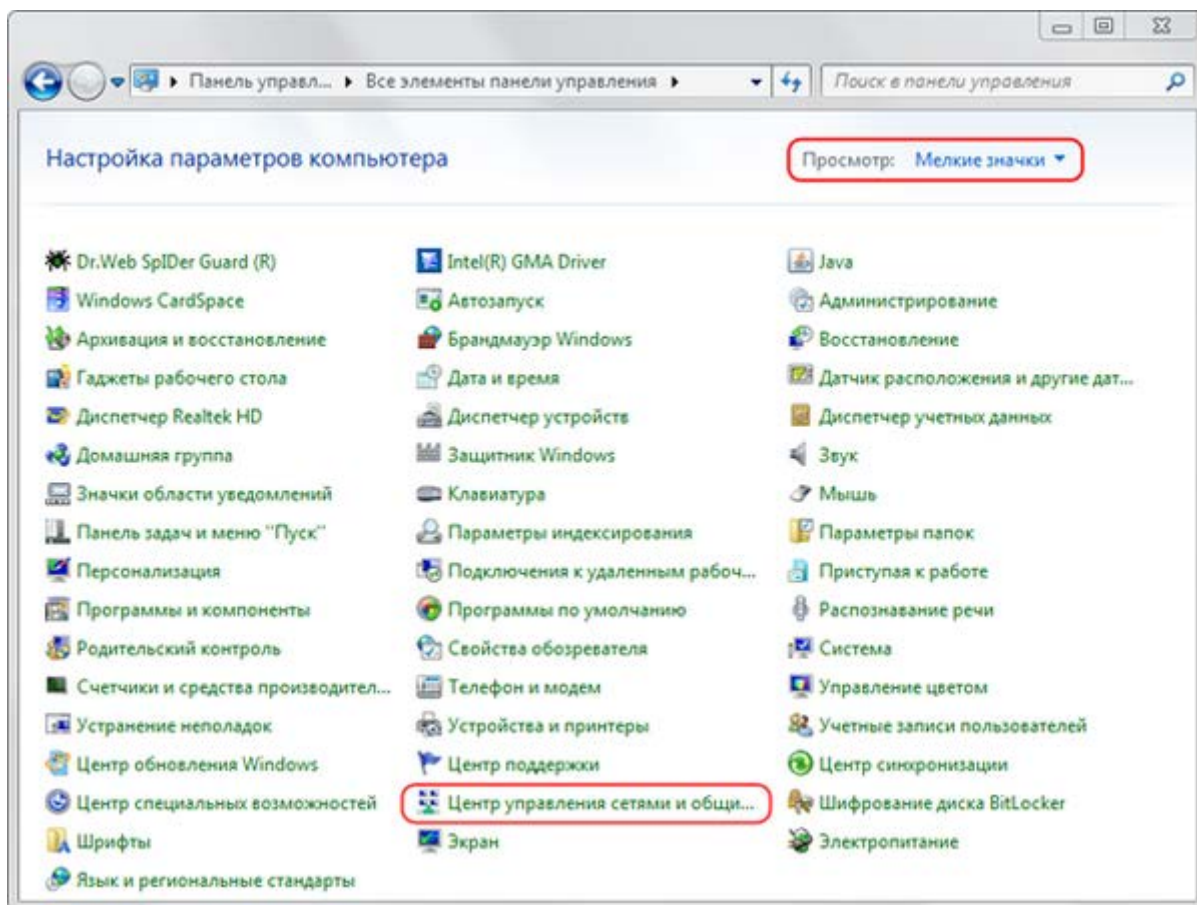 Панель управл... Все элементы панели управления Поиск в панели управления
Настройка параметров компьютера Просмотр: Мелкие значки
Dr.Web SpIDer Guard (R) Intel(R) GMA Driver Java
Windows CardSpace Автозапуск Администрирование
Архивация и восстановление Брандмауэр Windows Восстановление
Гаджеты рабочего стола Дата и время Датчик расположения и другие дат...
Диспетчер Realtek HD Диспетчер устройств Диспетчер учетных данных
Домашняя группа Защитник Windows Звук
Значки области уведомлений Клавиатура Мышь
Панель задач и меню "Пуск" Параметры индексирования Параметры папок
Персонализация Подключения к удаленным рабоч... Приступая к работе
Программы и компоненты Программы по умолчанию Распознавание речи
Родительский контроль Свойства обозревателя Система
Счетчики и средства производител... Телефон и модем Управление цветом
Устранение неполадок Устройства и принтеры Учетные записи пользователей
Центр обновления Windows Центр поддержки Центр синхронизации
Центр специальных возможностей Центр управления сетями и общи... Шифрование диска BitLocker
Шрифты Экран Электропитание
Язык и региональные стандарты